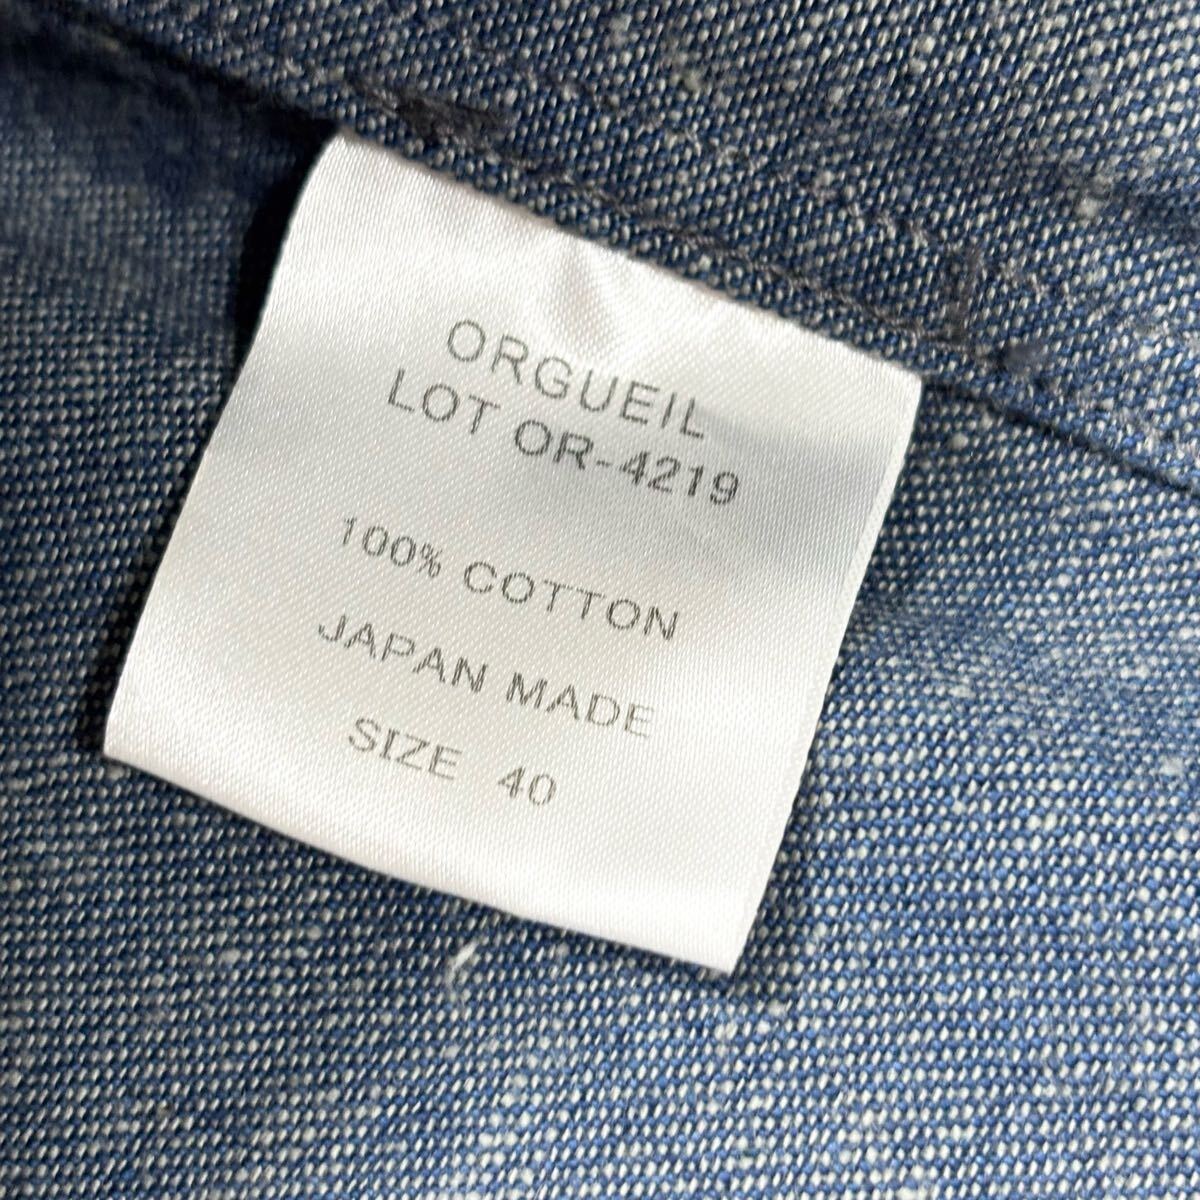 ORGUEIL
LOT OR-4219
100% COTTON
JAPAN MADE
SIZE 40